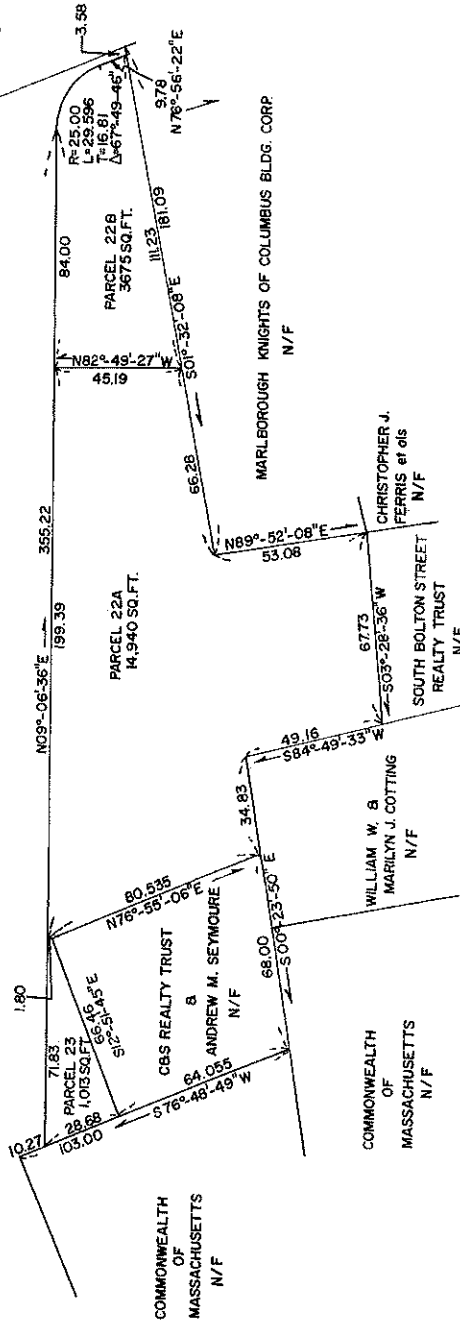 3.58
R=25.00
L=29.596
T=16.81
Δ=67°-49'-46"
9.78
N76°-56'-22"E
84.00
PARCEL 22B
3675 SQ.FT.
111.23
181.09
N82°-49'-27"W
45.19
S01°-32'-08"E
66.28
MARLBOROUGH KNIGHTS OF COLUMBUS BLDG. CORP.
N/F
355.22
N09°-06'-36"E
199.39
PARCEL 22A
14,940 SQ.FT.
N89°-52'-08"E
53.08
CHRISTOPHER J.
FERRIS et als
N/F
67.73
S03°-28'-36"W
SOUTH BOLTON STREET
REALTY TRUST
N/F
49.16
S84°-49'-33"W
34.83
WILLIAM W. &
MARILYN J. COTTING
N/F
80.535
N76°-55'-06"E
1.80
71.83
PARCEL 23
1,013 SQ.FT.
66.46
S12°-51'-45"E
C&S REALTY TRUST
&
ANDREW M. SEYMOURE
N/F
68.00
S00°-23'-50"E
64.055
S76°-48'-49"W
10.27
28.68
103.00
COMMONWEALTH
OF
MASSACHUSETTS
N/F
COMMONWEALTH
OF
MASSACHUSETTS
N/F